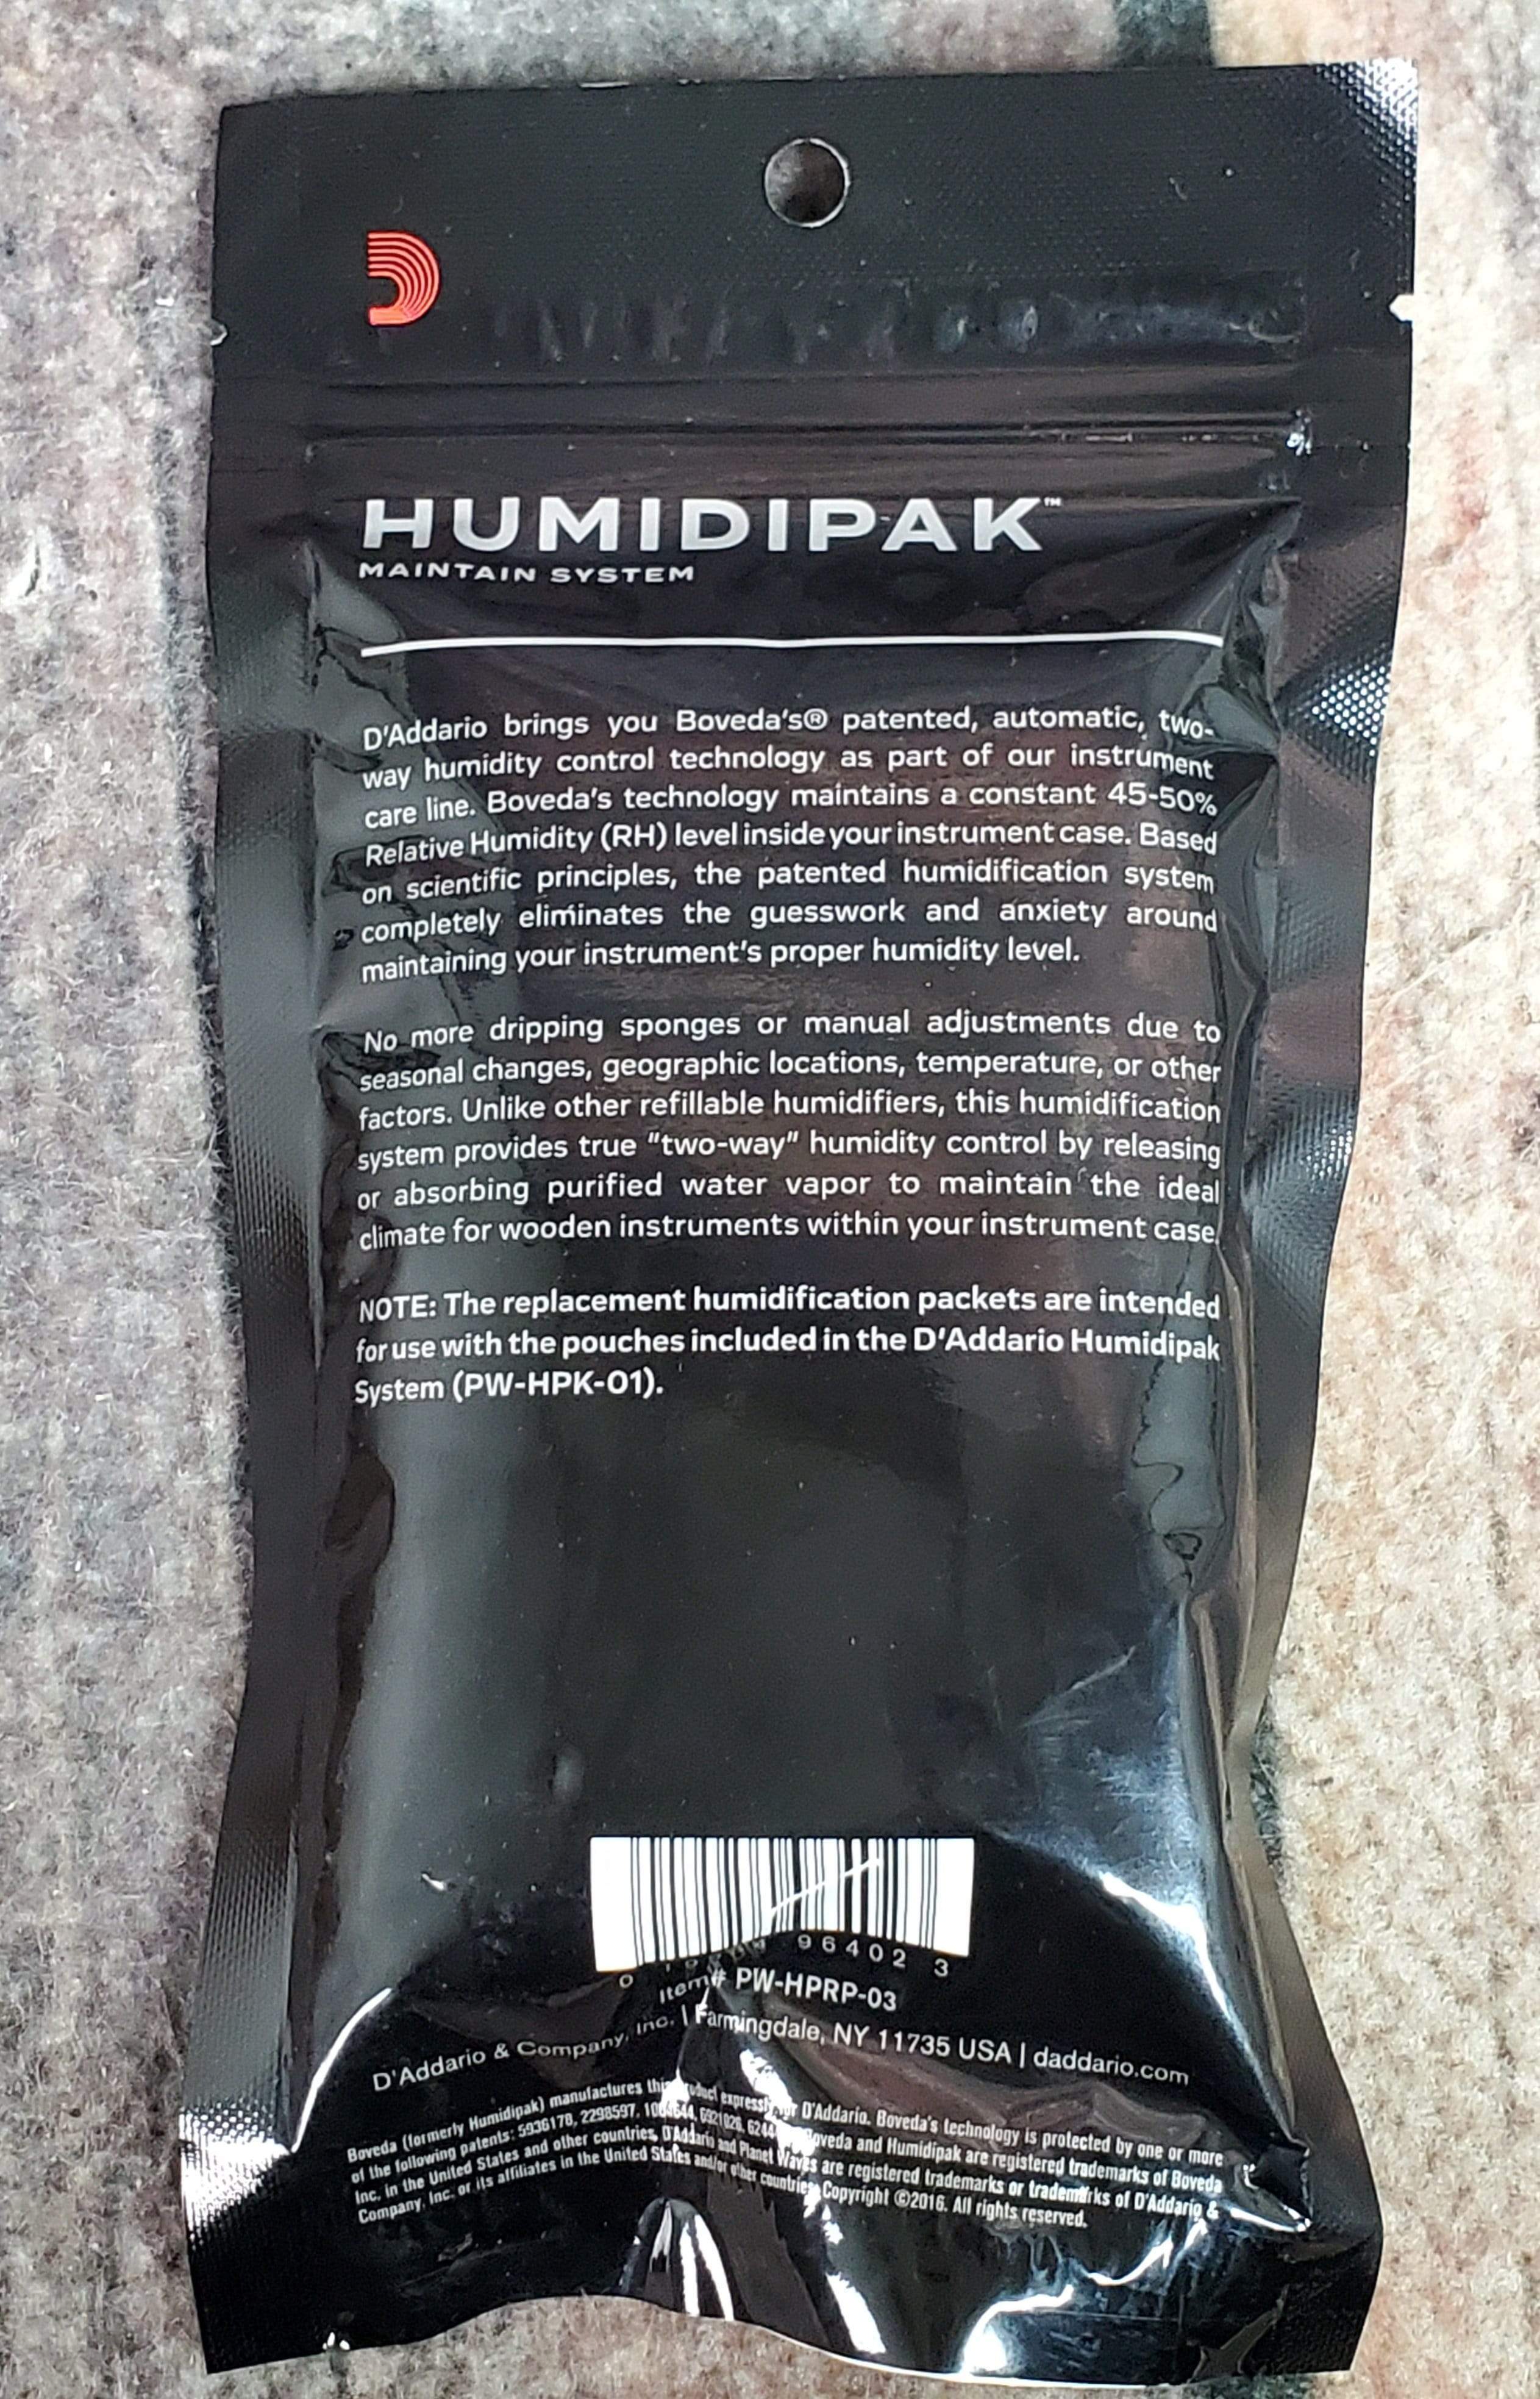 HUMIDIPAK™
MAINTAIN SYSTEM
D'Addario brings you Boveda's® patented, automatic, two-
way humidity control technology as part of our instrument
care line. Boveda's technology maintains a constant 45-50%
Relative Humidity (RH) level inside your instrument case. Based
on scientific principles, the patented humidification system
completely eliminates the guesswork and anxiety around
maintaining your instrument's proper humidity level.
No more dripping sponges or manual adjustments due to
seasonal changes, geographic locations, temperature, or other
factors. Unlike other refillable humidifiers, this humidification
system provides true "two-way" humidity control by releasing
or absorbing purified water vapor to maintain the ideal
climate for wooden instruments within your instrument case.
NOTE: The replacement humidification packets are intended
for use with the pouches included in the D'Addario Humidipak
System (PW-HPK-01).
0 96402 3
Item# PW-HPRP-03
D'Addario & Company, Inc. | Farmingdale, NY 11735 USA | daddario.com
Boveda (formerly Humidipak) manufactures this product expressly for D'Addario. Boveda's technology is protected by one or more
of the following patents: 5936178, 2298597, 6921026, Boveda and Humidipak are registered trademarks of Boveda
Inc. in the United States and other countries, D'Addario and Planet Waves are registered trademarks or trademarks of D'Addario &
Company, Inc. or its affiliates in the United States and/or other countries. Copyright ©2016. All rights reserved.